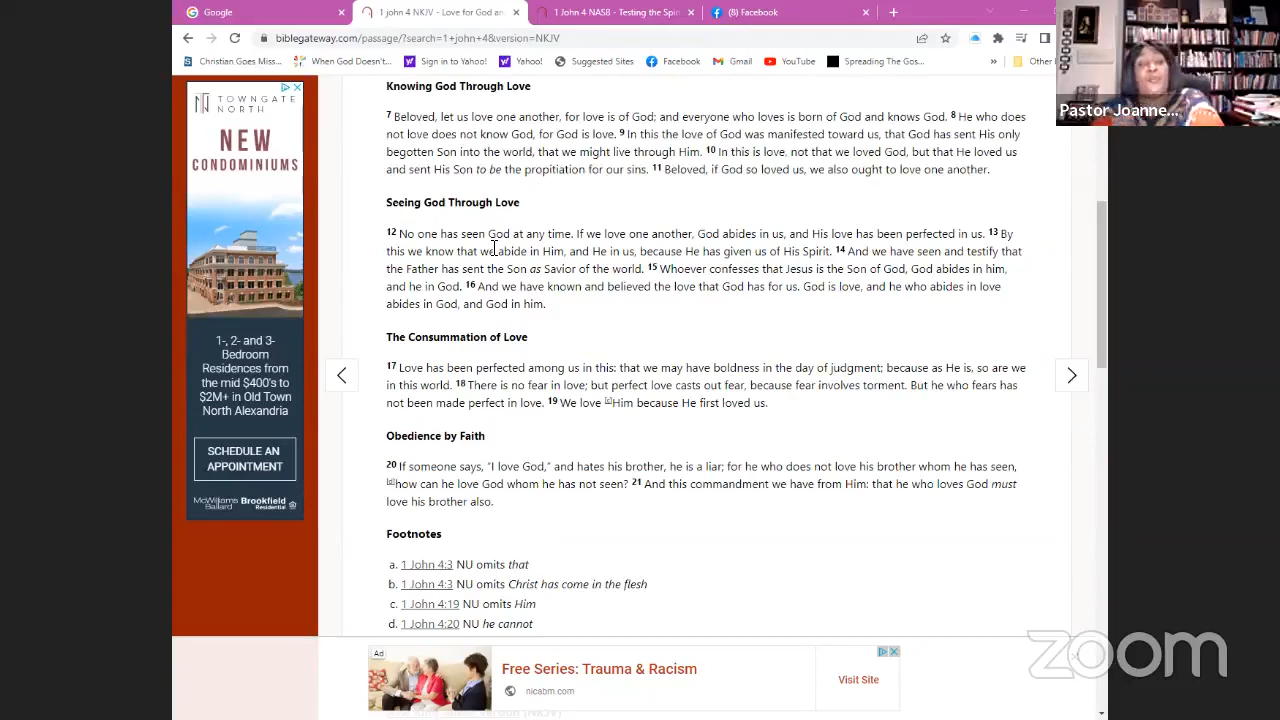 Google
1 john 4 NKJV - Love for God an
1 John 4 NASB - Testing the Spin
(8) Facebook
biblegateway.com/passage/?search=1+john+4&version=NKJV
Christian Goes Miss...
When God Doesn't...
Sign in to Yahoo!
Yahoo!
Suggested Sites
Facebook
Gmail
YouTube
Spreading The Gos...
»
Other
Pastor Joanne...
TOWNGATE
NORTH
NEW
CONDOMINIUMS
1-, 2- and 3-
Bedroom
Residences from
the mid $400's to
$2M+ in Old Town
North Alexandria
SCHEDULE AN
APPOINTMENT
McWilliams
Ballard
Brookfield
Residential
Knowing God Through Love
7 Beloved, let us love one another, for love is of God; and everyone who loves is born of God and knows God. 8 He who does
not love does not know God, for God is love. 9 In this the love of God was manifested toward us, that God has sent His only
begotten Son into the world, that we might live through Him. 10 In this is love, not that we loved God, but that He loved us
and sent His Son to be the propitiation for our sins. 11 Beloved, if God so loved us, we also ought to love one another.
Seeing God Through Love
12 No one has seen God at any time. If we love one another, God abides in us, and His love has been perfected in us. 13 By
this we know that we abide in Him, and He in us, because He has given us of His Spirit. 14 And we have seen and testify that
the Father has sent the Son as Savior of the world. 15 Whoever confesses that Jesus is the Son of God, God abides in him,
and he in God. 16 And we have known and believed the love that God has for us. God is love, and he who abides in love
abides in God, and God in him.
The Consummation of Love
17 Love has been perfected among us in this: that we may have boldness in the day of judgment; because as He is, so are we
in this world. 18 There is no fear in love; but perfect love casts out fear, because fear involves torment. But he who fears has
not been made perfect in love. 19 We love [c]Him because He first loved us.
Obedience by Faith
20 If someone says, "I love God," and hates his brother, he is a liar; for he who does not love his brother whom he has seen,
[d]how can he love God whom he has not seen? 21 And this commandment we have from Him: that he who loves God must
love his brother also.
Footnotes
a. 1 John 4:3 NU omits that
b. 1 John 4:3 NU omits Christ has come in the flesh
c. 1 John 4:19 NU omits Him
d. 1 John 4:20 NU he cannot
Ad
Free Series: Trauma & Racism
nicabm.com
Visit Site
zoom